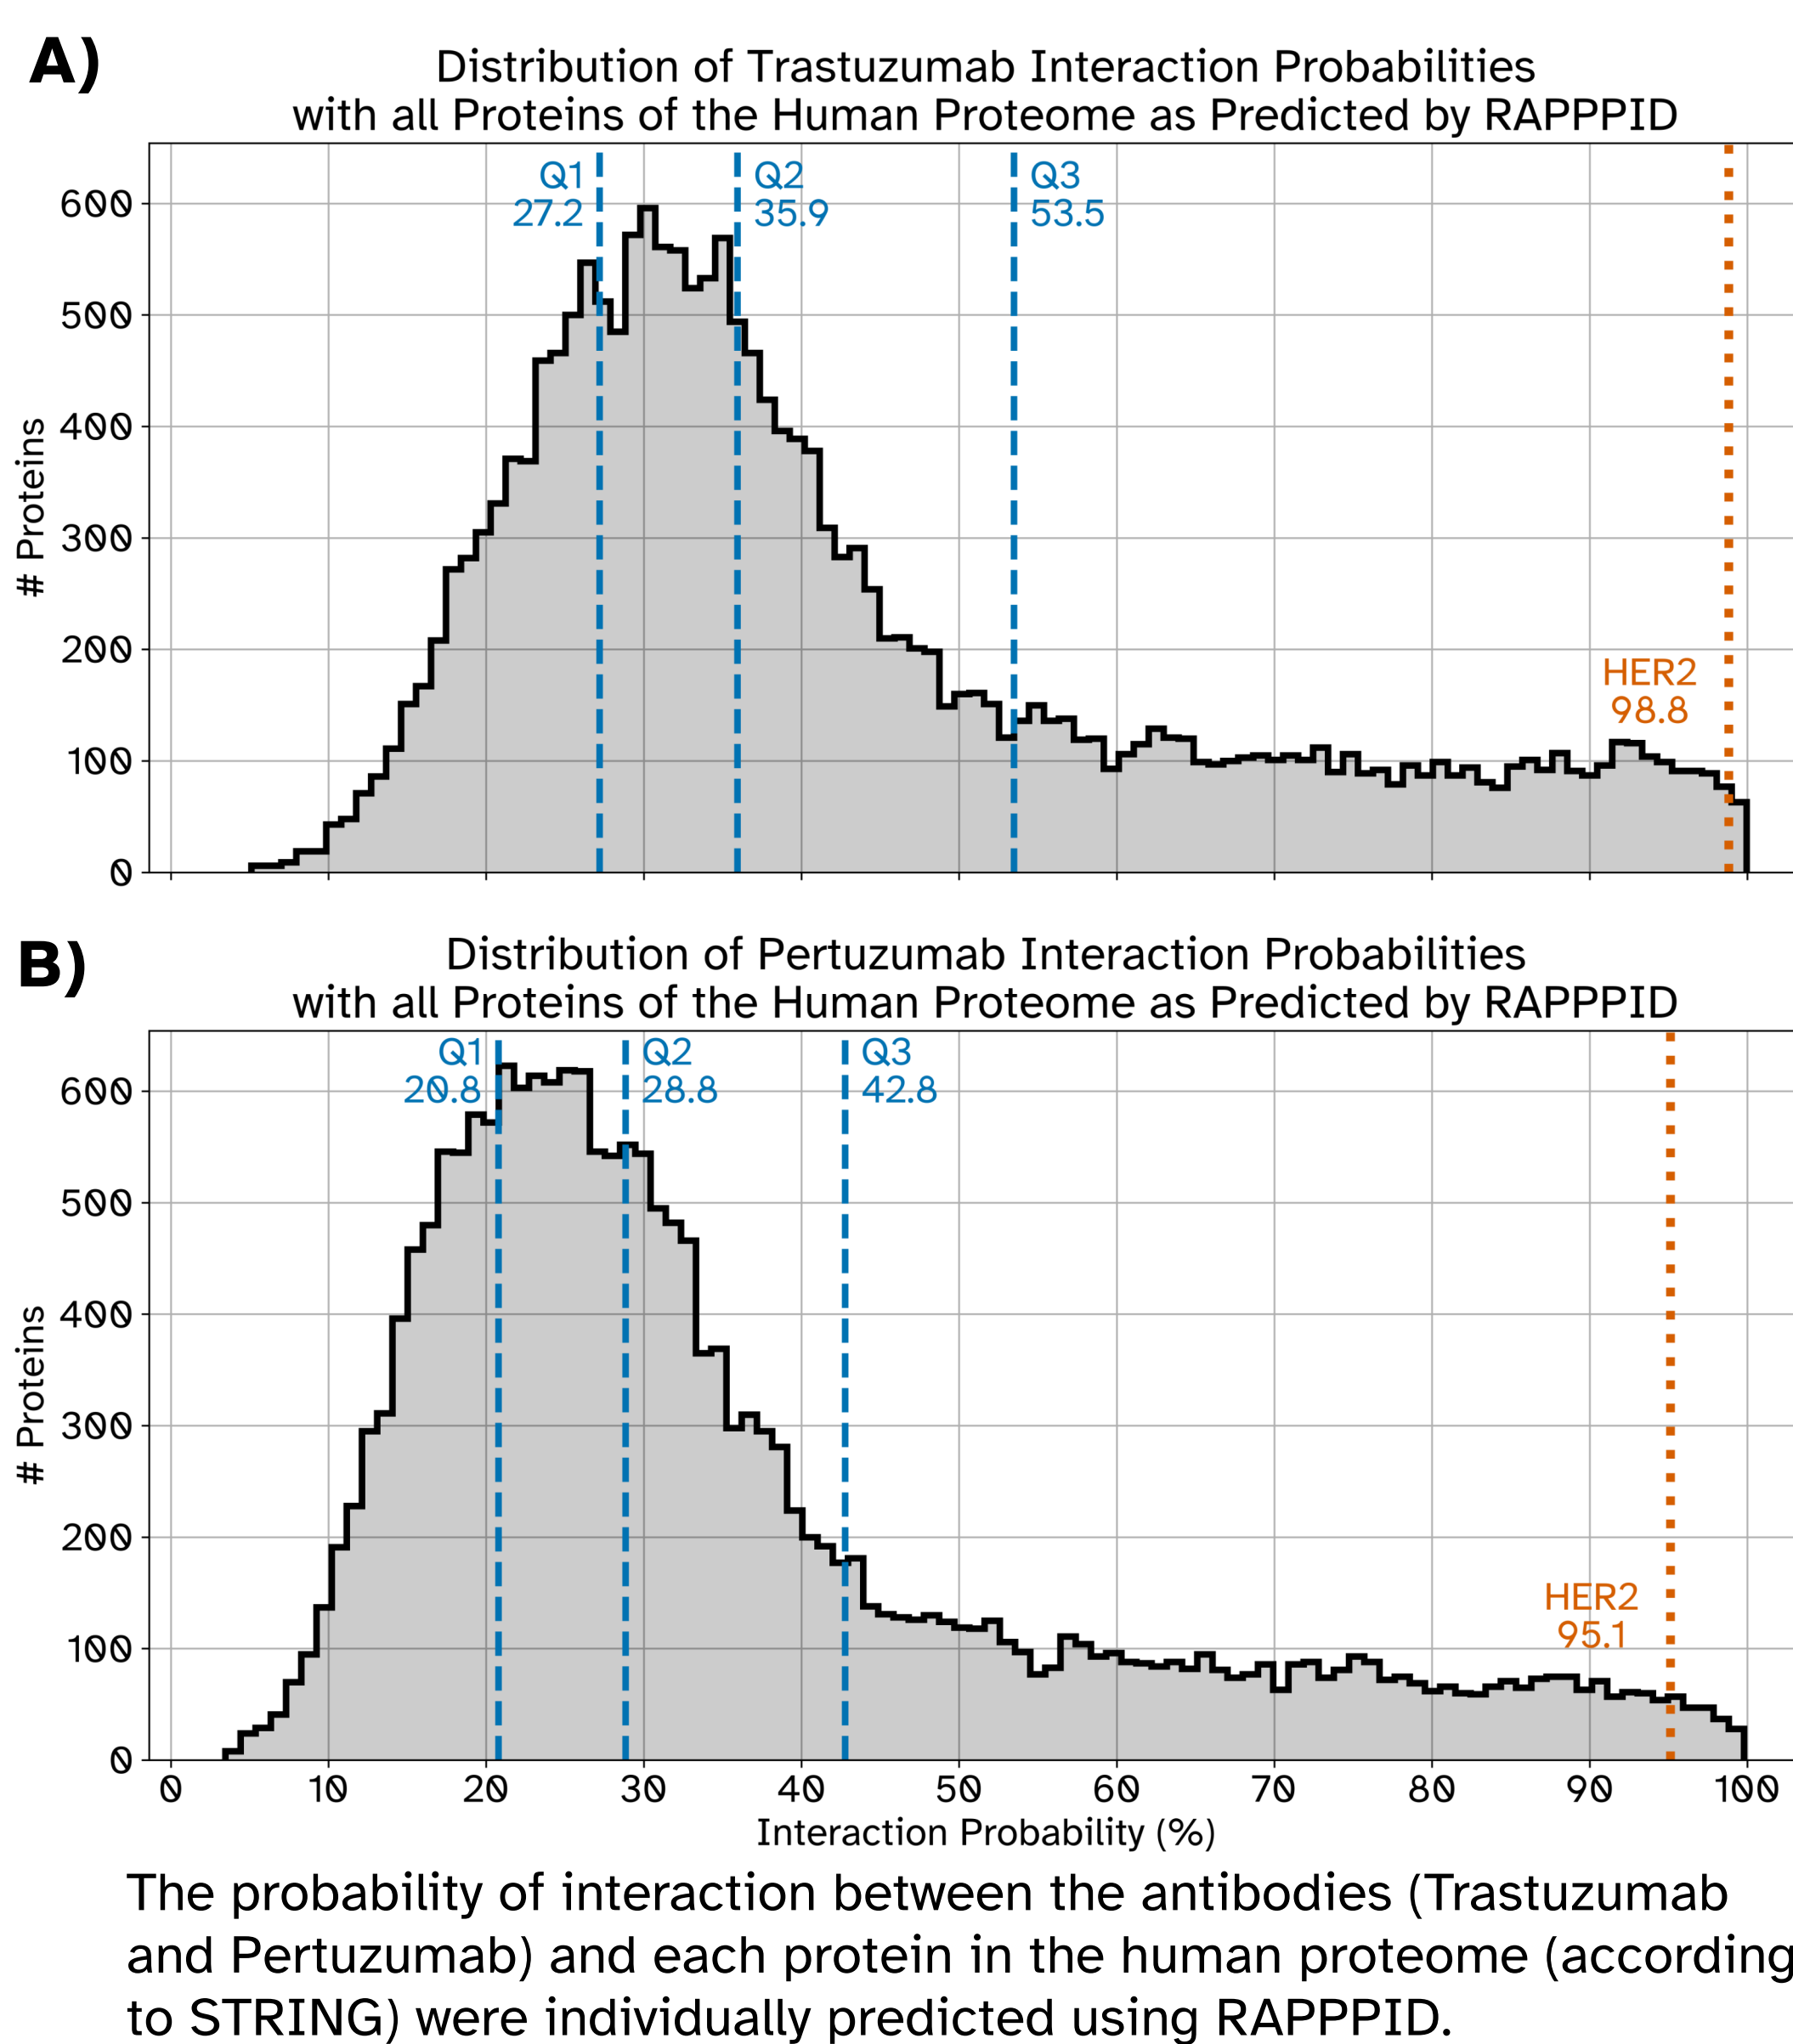 A)
Distribution of Trastuzumab Interaction Probabilities
with all Proteins of the Human Proteome as Predicted by RAPPPID
Q1
27.2
Q2
35.9
Q3
53.5
HER2
98.8
# Proteins
600
500
400
300
200
100
0
B)
Distribution of Pertuzumab Interaction Probabilities
with all Proteins of the Human Proteome as Predicted by RAPPPID
Q1
20.8
Q2
28.8
Q3
42.8
HER2
95.1
# Proteins
600
500
400
300
200
100
0
0 10 20 30 40 50 60 70 80 90 100
Interaction Probability (%)
The probability of interaction between the antibodies (Trastuzumab
and Pertuzumab) and each protein in the human proteome (according
to STRING) were individually predicted using RAPPPID.